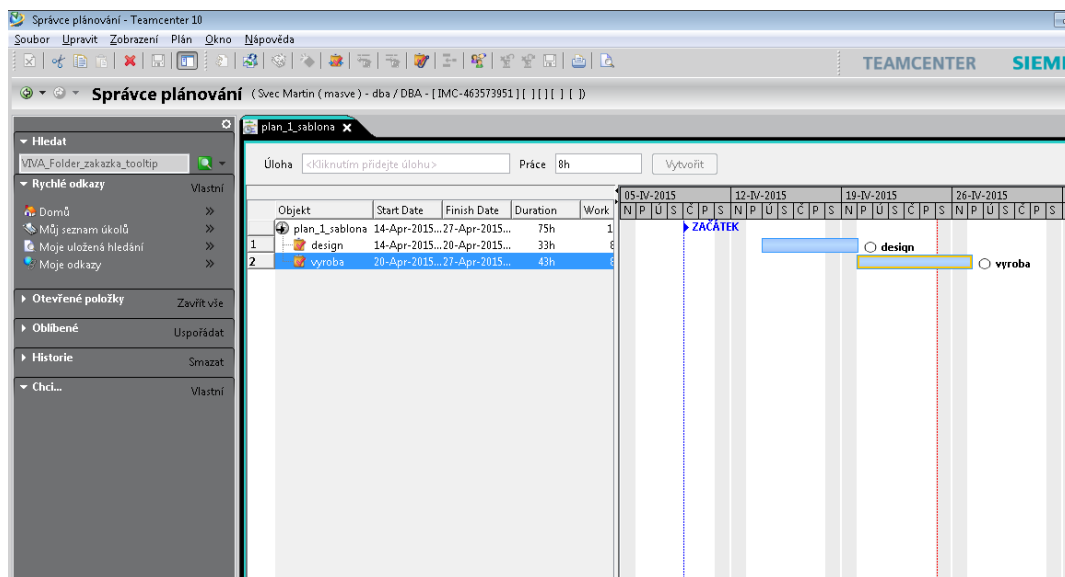 Správce plánování - Teamcenter 10
Soubor Upravit Zobrazení Plán Okno Nápověda
TEAMCENTER SIEM
Správce plánování ( Svec Martin ( masve ) - dba / DBA - [ IMC-463573951 ] [ ] [ ] [ ] [ ])
plan_1_sablona
Hledat
VIVA_Folder_zakazka_tooltip
Úloha <Kliknutím přidejte úlohu> Práce 8h Vytvořit
Rychlé odkazy Vlastní
Domů
Můj seznam úkolů
Moje uložená hledání
Moje odkazy
Otevřené položky Zavřít vše
Oblíbené Uspořádat
Historie Smazat
Chci... Vlastní
05-IV-2015 12-IV-2015 19-IV-2015 26-IV-2015
Objekt Start Date Finish Date Duration Work N P Ú S Č P S N P Ú S Č P S N P Ú S Č P S N P Ú S Č P S
plan_1_sablona 14-Apr-2015... 27-Apr-2015... 75h 1 ZAČÁTEK
1 design 14-Apr-2015... 20-Apr-2015... 33h 8 design
2 vyroba 20-Apr-2015... 27-Apr-2015... 43h 8 vyroba